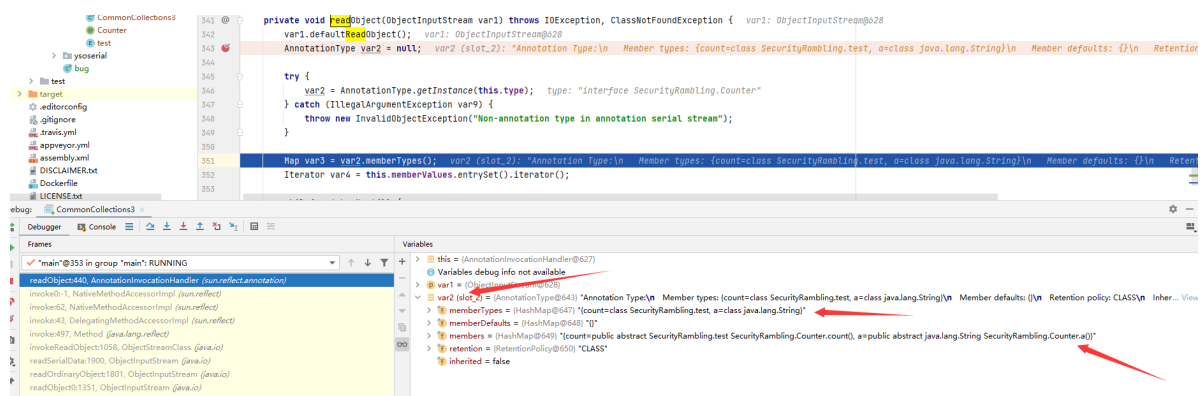 CommonCollections3
Counter
test
ysoserial
bug
test
target
.editorconfig
.gitignore
.travis.yml
appveyor.yml
assembly.xml
DISCLAIMER.txt
Dockerfile
LICENSE.txt
341 @ private void readObject(ObjectInputStream var1) throws IOException, ClassNotFoundException { var1: ObjectInputStream@628
342 var1.defaultReadObject(); var1: ObjectInputStream@628
343 AnnotationType var2 = null; var2 (slot_2): "Annotation Type:\n Member types: {count=class SecurityRambling.test, a=class java.lang.String}\n Member defaults: {}\n Retention
344
345 try {
346 var2 = AnnotationType.getInstance(this.type); type: "interface SecurityRambling.Counter"
347 } catch (IllegalArgumentException var9) {
348 throw new InvalidObjectException("Non-annotation type in annotation serial stream");
349 }
350
351 Map var3 = var2.memberTypes(); var2 (slot_2): "Annotation Type:\n Member types: {count=class SecurityRambling.test, a=class java.lang.String}\n Member defaults: {}\n Reten
352 Iterator var4 = this.memberValues.entrySet().iterator();
353
ebug: CommonCollections3 ×
Debugger Console
Frames
Variables
"main"@353 in group "main": RUNNING
readObject:440, AnnotationInvocationHandler (sun.reflect.annotation)
invoke0:-1, NativeMethodAccessorImpl (sun.reflect)
invoke:62, NativeMethodAccessorImpl (sun.reflect)
invoke:43, DelegatingMethodAccessorImpl (sun.reflect)
invoke:497, Method (java.lang.reflect)
invokeReadObject:1058, ObjectStreamClass (java.io)
readSerialData:1900, ObjectInputStream (java.io)
readOrdinaryObject:1801, ObjectInputStream (java.io)
readObject0:1351, ObjectInputStream (java.io)
this = {AnnotationInvocationHandler@627}
Variables debug info not available
var1 = {ObjectInputStream@628}
var2 (slot_2) = {AnnotationType@643} "Annotation Type:\n Member types: {count=class SecurityRambling.test, a=class java.lang.String}\n Member defaults: {}\n Retention policy: CLASS\n Inher... View
memberTypes = {HashMap@647} "{count=class SecurityRambling.test, a=class java.lang.String}"
memberDefaults = {HashMap@648} "{}"
members = {HashMap@649} "{count=public abstract SecurityRambling.test SecurityRambling.Counter.count(), a=public abstract java.lang.String SecurityRambling.Counter.a()}"
retention = {RetentionPolicy@650} "CLASS"
inherited = false